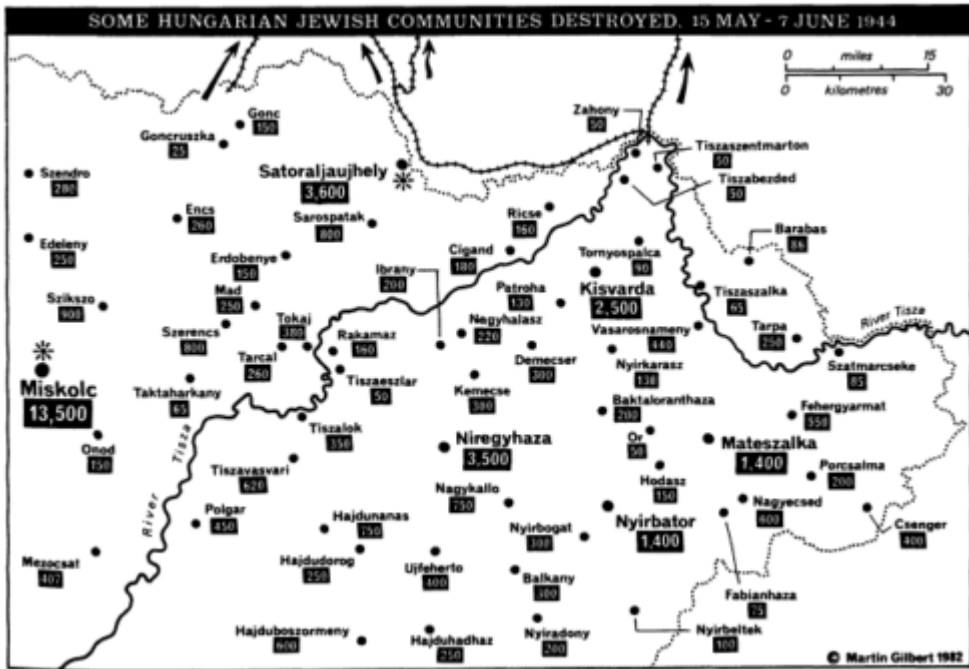 SOME HUNGARIAN JEWISH COMMUNITIES DESTROYED, 15 MAY - 7 JUNE 1944
0 miles 15
0 kilometres 30
Gonc
150
Goncruszka
25
Zahony
50
Tiszaszentmarton
50
Tiszabezded
50
Szendro
280
Satoraljaujhely
3,600
Encs
260
Sarospatak
800
Ricse
160
Barabas
86
Edeleny
250
Erdobenye
150
Cigand
180
Tornyospalca
90
Ibrany
200
Patroha
130
Kisvarda
2,500
Tiszaszalka
65
Szikszo
900
Mad
250
Nagyhalasz
220
Vasarosnameny
440
Tarpa
250
River Tisza
Szerencs
800
Tokaj
380
Rakamaz
160
Demecser
300
Nyirkarasz
130
Szatmarcseke
85
Tarcal
260
Miskolc
13,500
Taktaharkany
65
Tiszaeszlar
50
Kemecse
300
Baktaloranthaza
200
Fehergyarmat
550
Onod
150
Tiszalok
350
Niregyhaza
3,500
Or
50
Mateszalka
1,400
River Tisza
Tiszavasvari
620
Hodasz
150
Porcsalma
200
Polgar
450
Nagykallo
750
Nagyecsed
600
Hajdunanas
750
Nyirbogat
300
Nyirbator
1,400
Csenger
400
Mezocsat
407
Hajdudorog
250
Ujfeherto
400
Balkany
300
Fabianhaza
75
Hajduboszormeny
600
Hajduhadhaz
250
Nyiradony
200
Nyirbeltek
100
© Martin Gilbert 1982